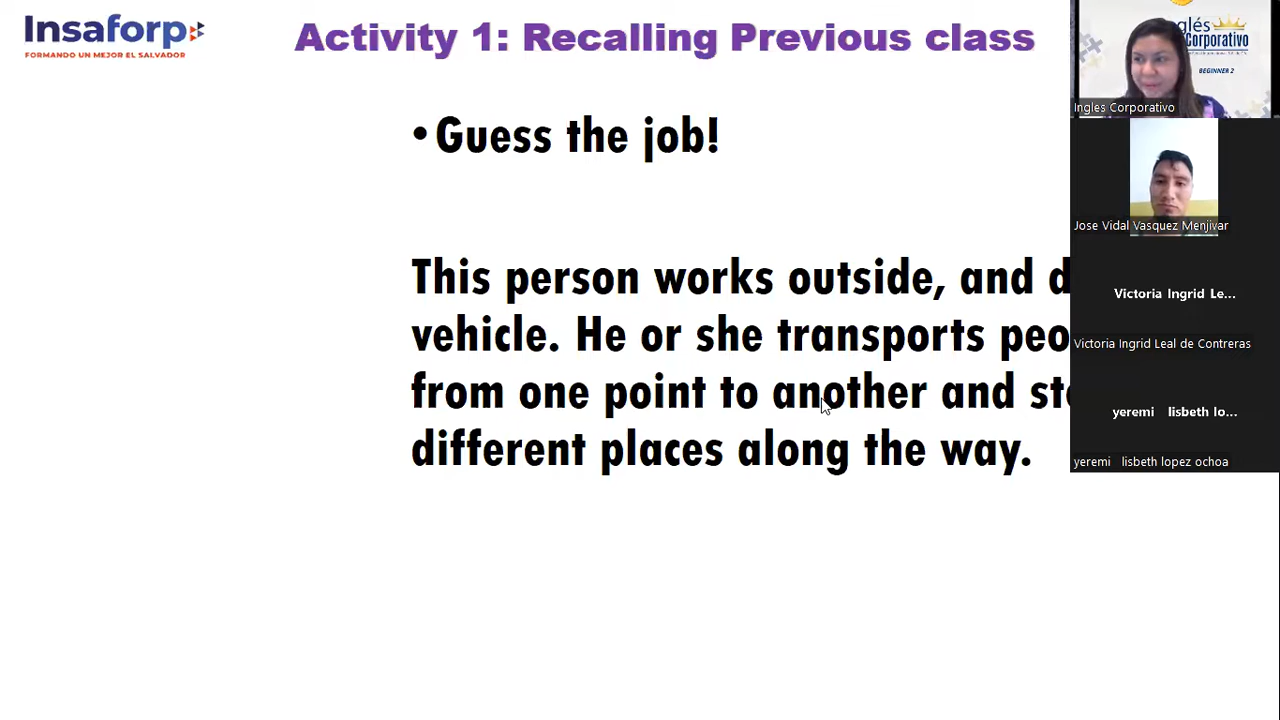 Insaforp
FORMANDO UN MEJOR EL SALVADOR
Activity 1: Recalling Previous class
• Guess the job!
This person works outside, and d
vehicle. He or she transports peo
from one point to another and st
different places along the way.
glés
Corporativo
BEGINNER 2
Ingles Corporativo
Jose Vidal Vasquez Menjivar
Victoria Ingrid Le...
Victoria Ingrid Leal de Contreras
yeremi lisbeth lo...
yeremi lisbeth lopez ochoa